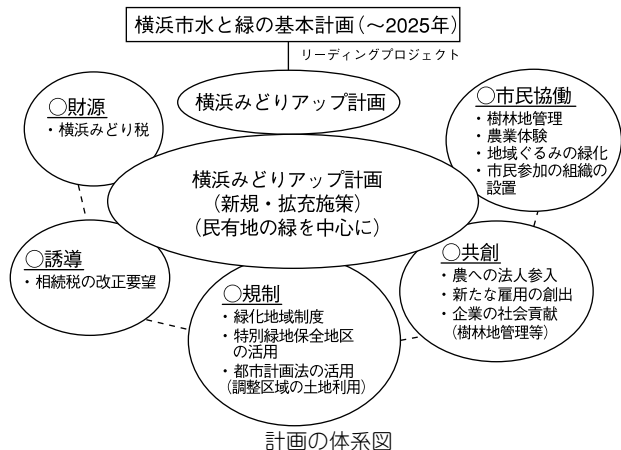 横浜市水と緑の基本計画（～2025年）
リーディングプロジェクト
横浜みどりアップ計画
○財源
・横浜みどり税
○市民協働
・樹林地管理
・農業体験
・地域ぐるみの緑化
・市民参加の組織の
設置
横浜みどりアップ計画
（新規・拡充施策）
（民有地の緑を中心に）
○誘導
・相続税の改正要望
○規制
・緑化地域制度
・特別緑地保全地区
の活用
・都市計画法の活用
（調整区域の土地利用）
○共創
・農への法人参入
・新たな雇用の創出
・企業の社会貢献
（樹林地管理等）
計画の体系図